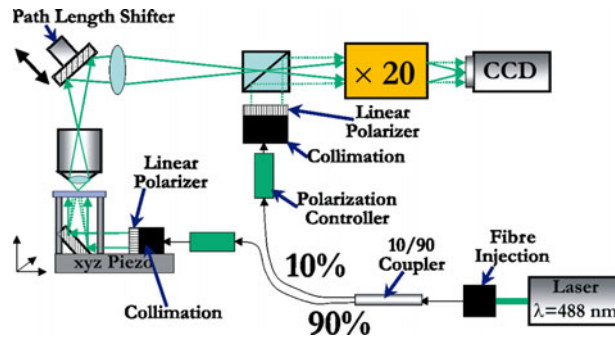 Path Length Shifter
× 20
CCD
Linear
Polarizer
Collimation
Linear
Polarizer
Polarization
Controller
10/90
Coupler
Fibre
Injection
10%
xyz Piezo
Laser
λ=488 nm
Collimation
90%